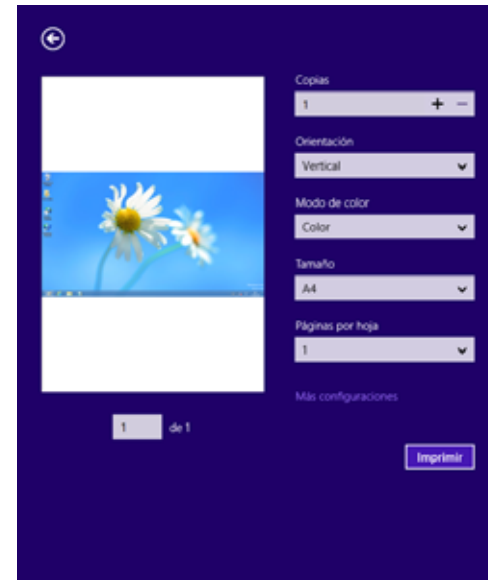 Copias
1
Orientación
Vertical
Modo de color
Color
Tamaño
A4
Páginas por hoja
1
Más configuraciones
1 de 1
Imprimir